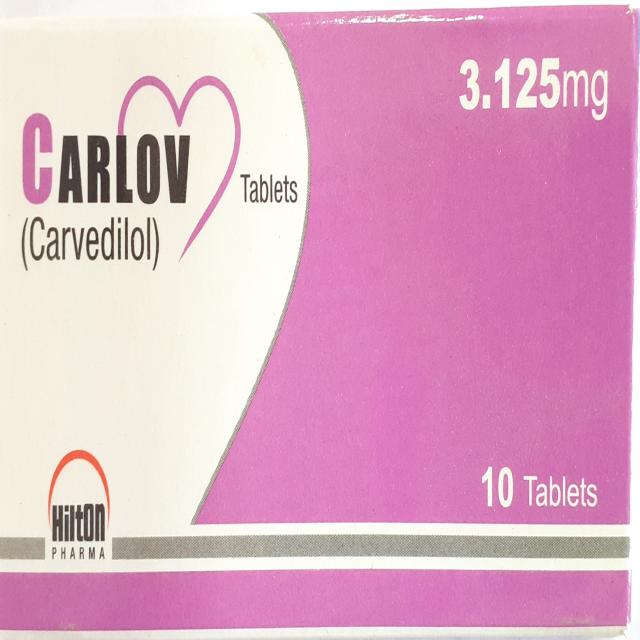 3.125mg
CARLOV Tablets
(Carvedilol)
10 Tablets
Hilton
PHARMA